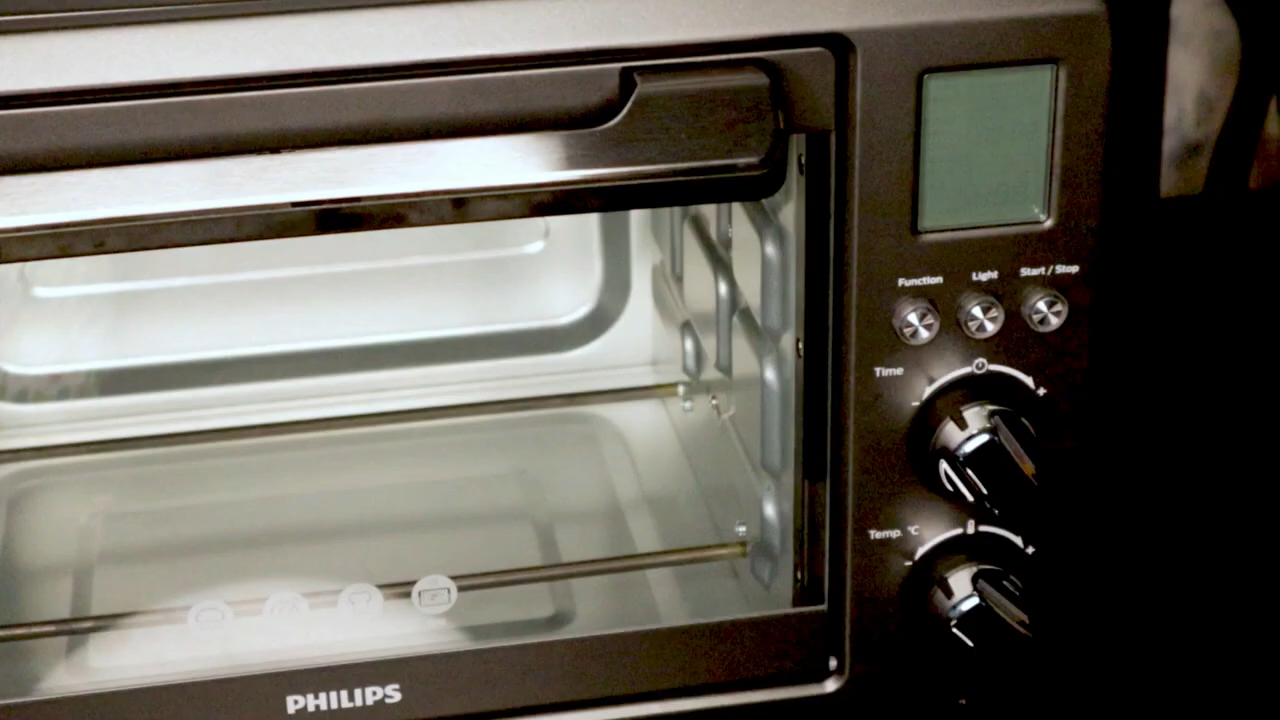 Function Light Start / Stop
Time
- +
Temp. °C
- +
PHILIPS